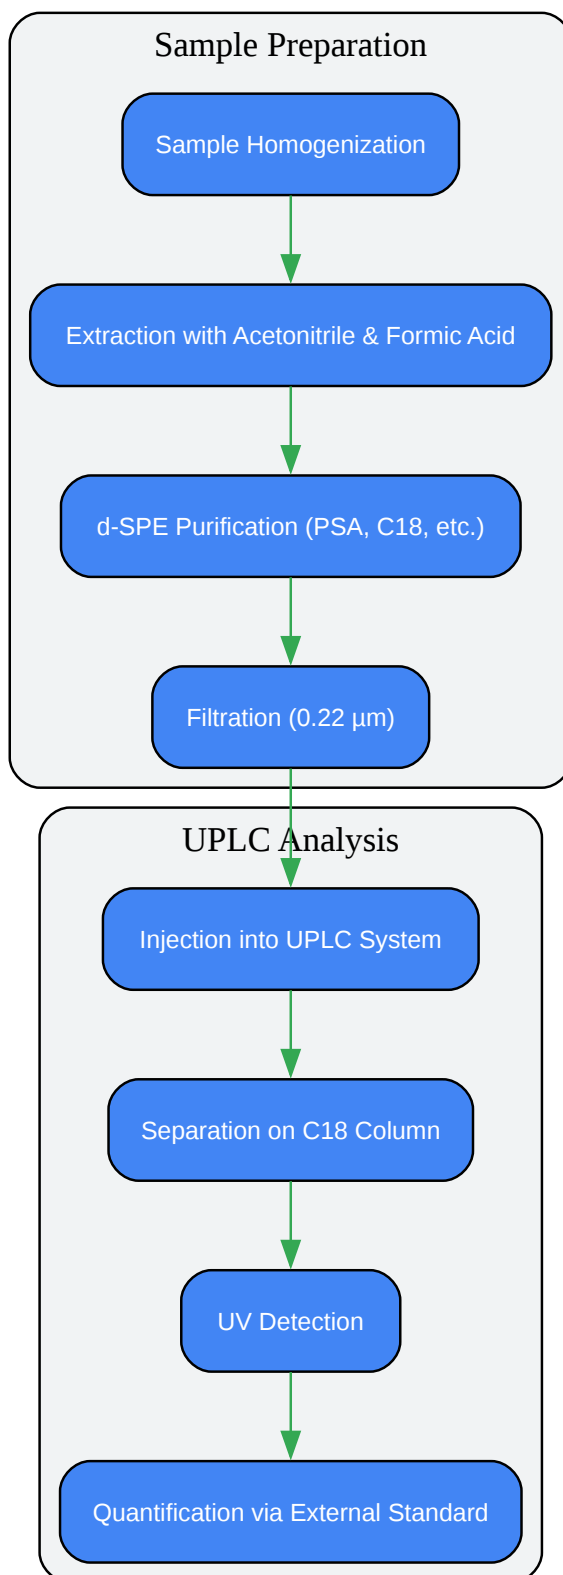 Sample Preparation
Sample Homogenization
Extraction with Acetonitrile & Formic Acid
d-SPE Purification (PSA, C18, etc.)
Filtration (0.22 µm)
UPLC Analysis
Injection into UPLC System
Separation on C18 Column
UV Detection
Quantification via External Standard